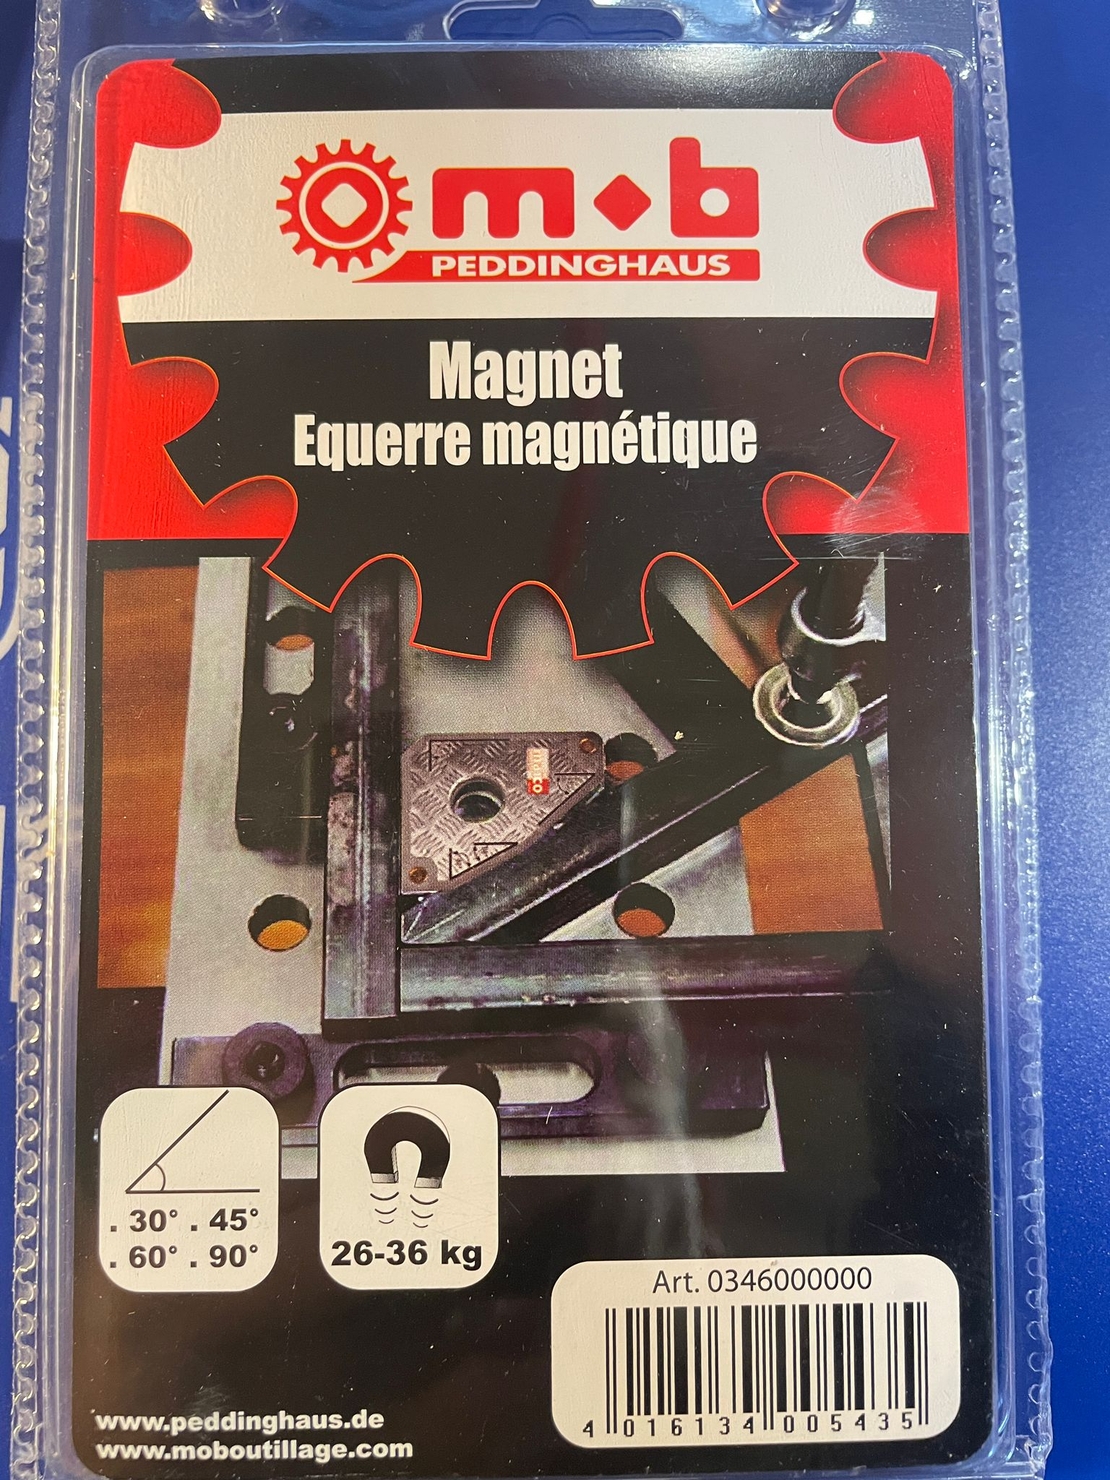 m♦b
PEDDINGHAUS
Magnet
Equerre magnétique
. 30° . 45°
. 60° . 90°
26-36 kg
Art. 0346000000
4 016134 005435
www.peddinghaus.de
www.moboutillage.com